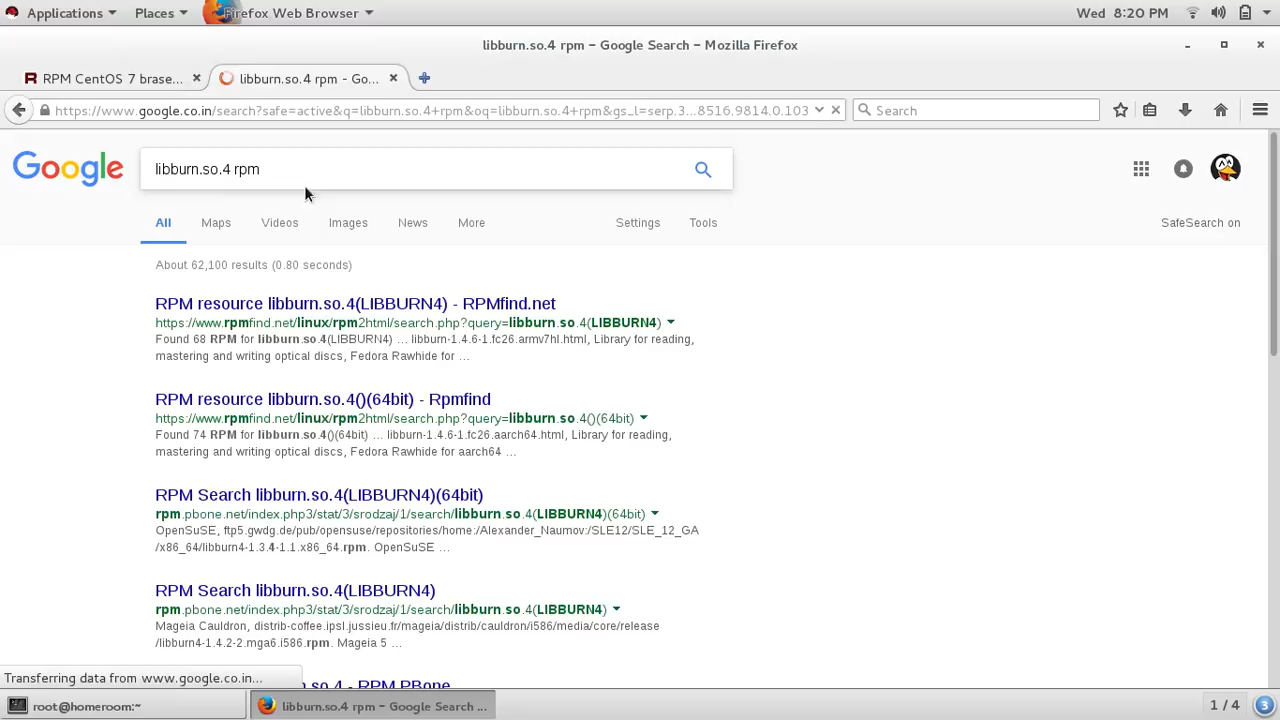 Applications Places Firefox Web Browser Wed 8:20 PM
libburn.so.4 rpm - Google Search - Mozilla Firefox
RPM CentOS 7 brase... libburn.so.4 rpm - Go...
https://www.google.co.in/search?safe=active&q=libburn.so.4+rpm&oq=libburn.so.4+rpm&gs_l=serp.3...8516.9814.0.103 Search
Google libburn.so.4 rpm
All Maps Videos Images News More Settings Tools SafeSearch on
About 62,100 results (0.80 seconds)
RPM resource libburn.so.4(LIBBURN4) - RPMfind.net
https://www.rpmfind.net/linux/rpm2html/search.php?query=libburn.so.4(LIBBURN4)
Found 68 RPM for libburn.so.4(LIBBURN4) ... libburn-1.4.6-1.fc26.armv7hl.html, Library for reading,
mastering and writing optical discs, Fedora Rawhide for ...
RPM resource libburn.so.4()(64bit) - Rpmfind
https://www.rpmfind.net/linux/rpm2html/search.php?query=libburn.so.4()(64bit)
Found 74 RPM for libburn.so.4()(64bit) ... libburn-1.4.6-1.fc26.aarch64.html, Library for reading,
mastering and writing optical discs, Fedora Rawhide for aarch64 ...
RPM Search libburn.so.4(LIBBURN4)(64bit)
rpm.pbone.net/index.php3/stat/3/srodzaj/1/search/libburn.so.4(LIBBURN4)(64bit)
OpenSuSE, ftp5.gwdg.de/pub/opensuse/repositories/home:/Alexander_Naumov:/SLE12/SLE_12_GA
/x86_64/libburn4-1.3.4-1.1.x86_64.rpm. OpenSuSE ...
RPM Search libburn.so.4(LIBBURN4)
rpm.pbone.net/index.php3/stat/3/srodzaj/1/search/libburn.so.4(LIBBURN4)
Mageia Cauldron, distrib-coffee.ipsl.jussieu.fr/mageia/distrib/cauldron/i586/media/core/release
/libburn4-1.4.2-2.mga6.i586.rpm. Mageia 5 ...
so.4 - RPM PBone
Transferring data from www.google.co.in...
root@homeroom:~ libburn.so.4 rpm - Google Search ... 1 / 4 3